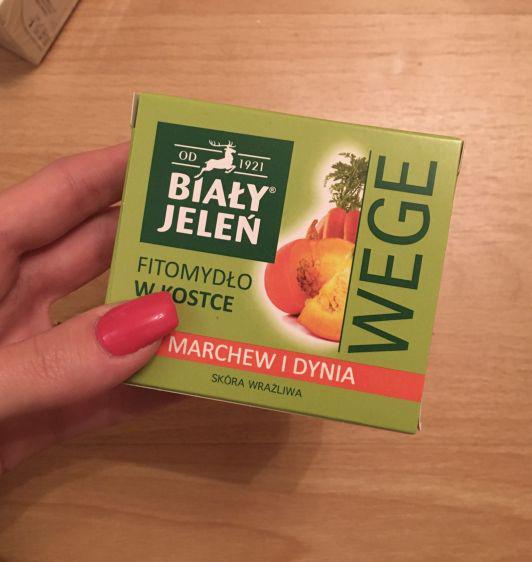 OD 1921
BIAŁY®
JELEŃ
FITOMYDŁO
W KOSTCE
WEGE
MARCHEW I DYNIA
SKÓRA WRAŻLIWA